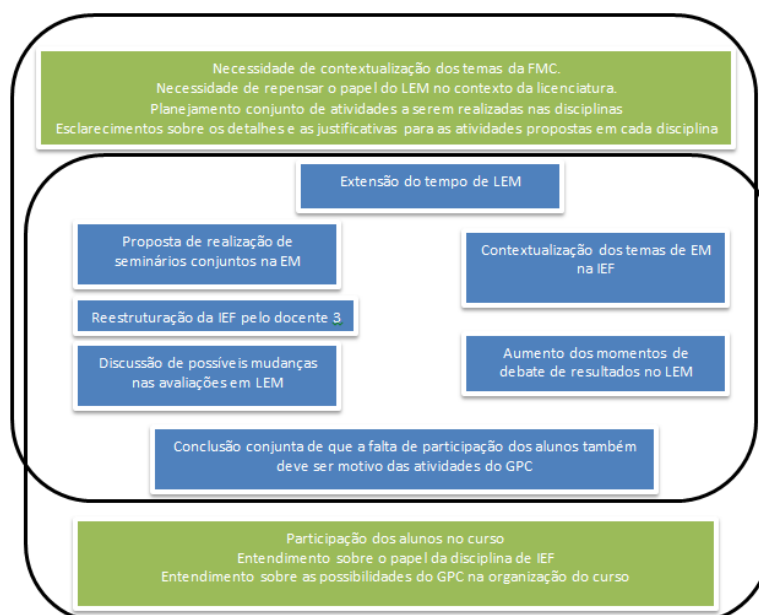 Necessidade de contextualização dos temas da FMC.
Necessidade de repensar o papel do LEM no contexto da licenciatura.
Planejamento conjunto de atividades a serem realizadas nas disciplinas
Esclarecimentos sobre os detalhes e as justificativas para as atividades propostas em cada disciplina
Extensão do tempo de LEM
Proposta de realização de
seminários conjuntos na EM
Contextualização dos temas de EM
na IEF
Reestruturação da IEF pelo docente 3
Discussão de possíveis mudanças
nas avaliações em LEM
Aumento dos momentos de
debate de resultados no LEM
Conclusão conjunta de que a falta de participação dos alunos também
deve ser motivo das atividades do GPC
Participação dos alunos no curso
Entendimento sobre o papel da disciplina de IEF
Entendimento sobre as possibilidades do GPC na organização do curso